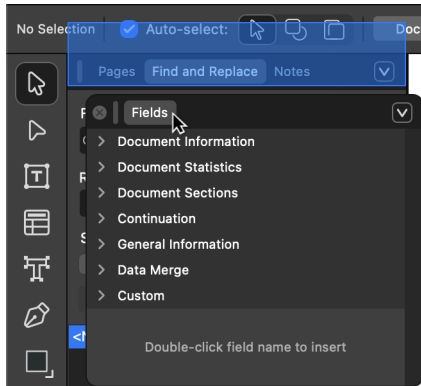 No Selection Auto-select: Doc
Pages Find and Replace Notes
Fields
Document Information
Document Statistics
Document Sections
Continuation
General Information
Data Merge
Custom
Double-click field name to insert